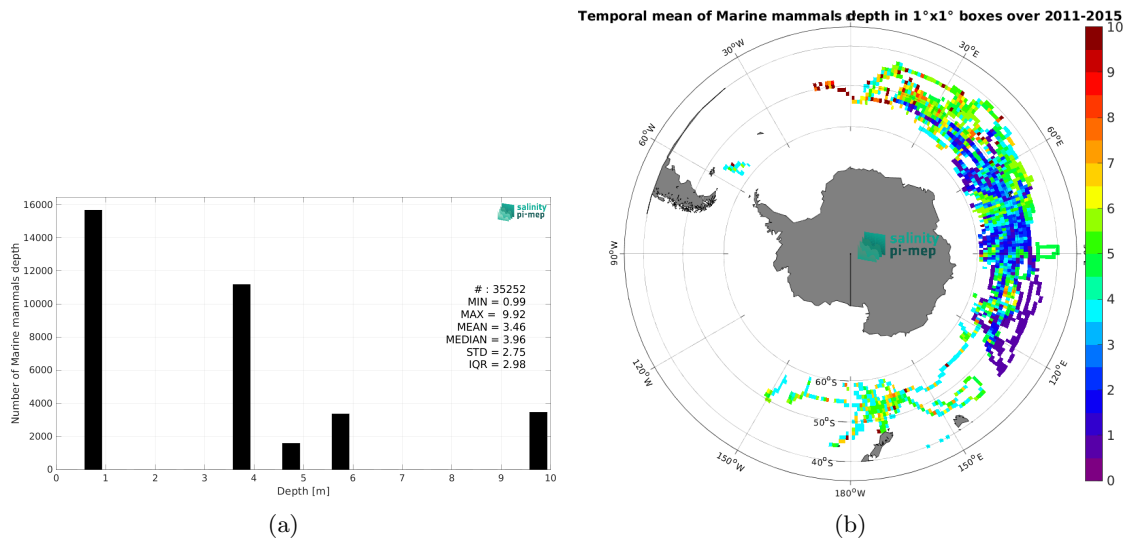 Temporal mean of Marine mammals depth in 1°x1° boxes over 2011-2015
Number of Marine mammals depth
16000
14000
12000
10000
8000
6000
4000
2000
0
salinity
pi-mep
# : 35252
MIN = 0.99
MAX = 9.92
MEAN = 3.46
MEDIAN = 3.96
STD = 2.75
IQR = 2.98
0 1 2 3 4 5 6 7 8 9 10
Depth [m]
(a)
30°W
30°E
60°W
60°E
90°W
salinity
pi-mep
120°W
120°E
150°W
150°E
180°W
60°S
50°S
40°S
10
9
8
7
6
5
4
3
2
1
0
(b)